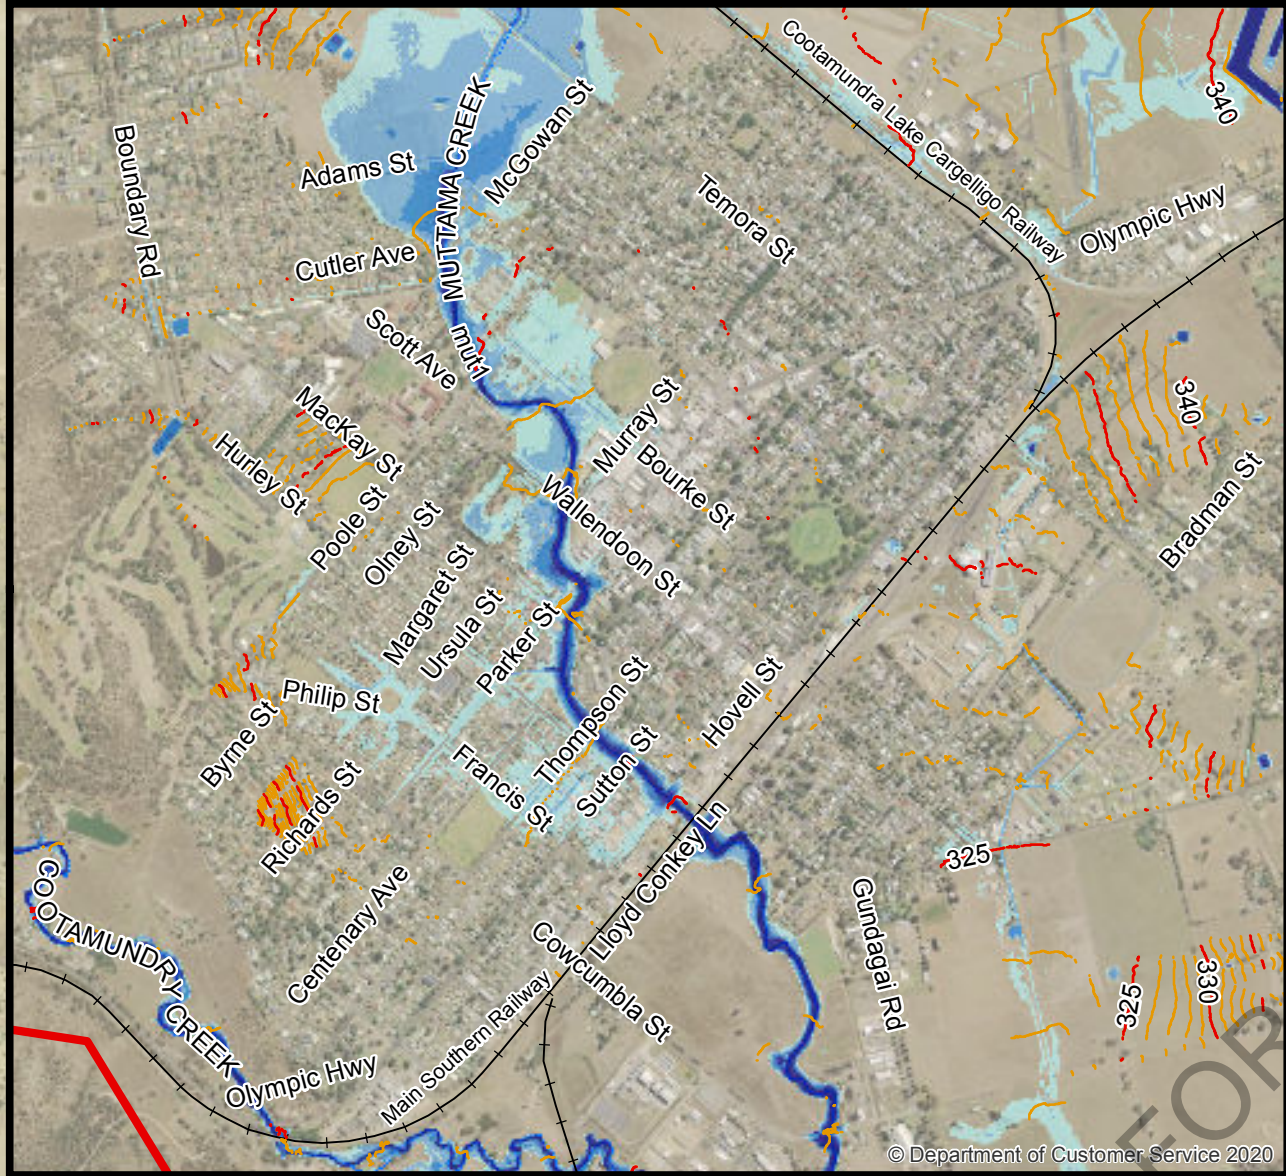 Cootamundra Lake Cargelligo Railway
340
MUTTAMA CREEK
McGowan St
Boundary Rd
Adams St
Temora St
Olympic Hwy
Cutler Ave
Scott Ave
mut1
MacKay St
Murray St
340
Hurley St
Bourke St
Bradman St
Poole St
Olney St
Wallendoon St
Margaret St
Ursula St
Parker St
Philip St
Thompson St
Hovell St
Byrne St
Francis St
Sutton St
Richards St
Lloyd Conkey Ln
325
COOTAMUNDRY CREEK
Centenary Ave
Gundagai Rd
Cowcumbla St
325
330
Main Southern Railway
Olympic Hwy
FOR
© Department of Customer Service 2020